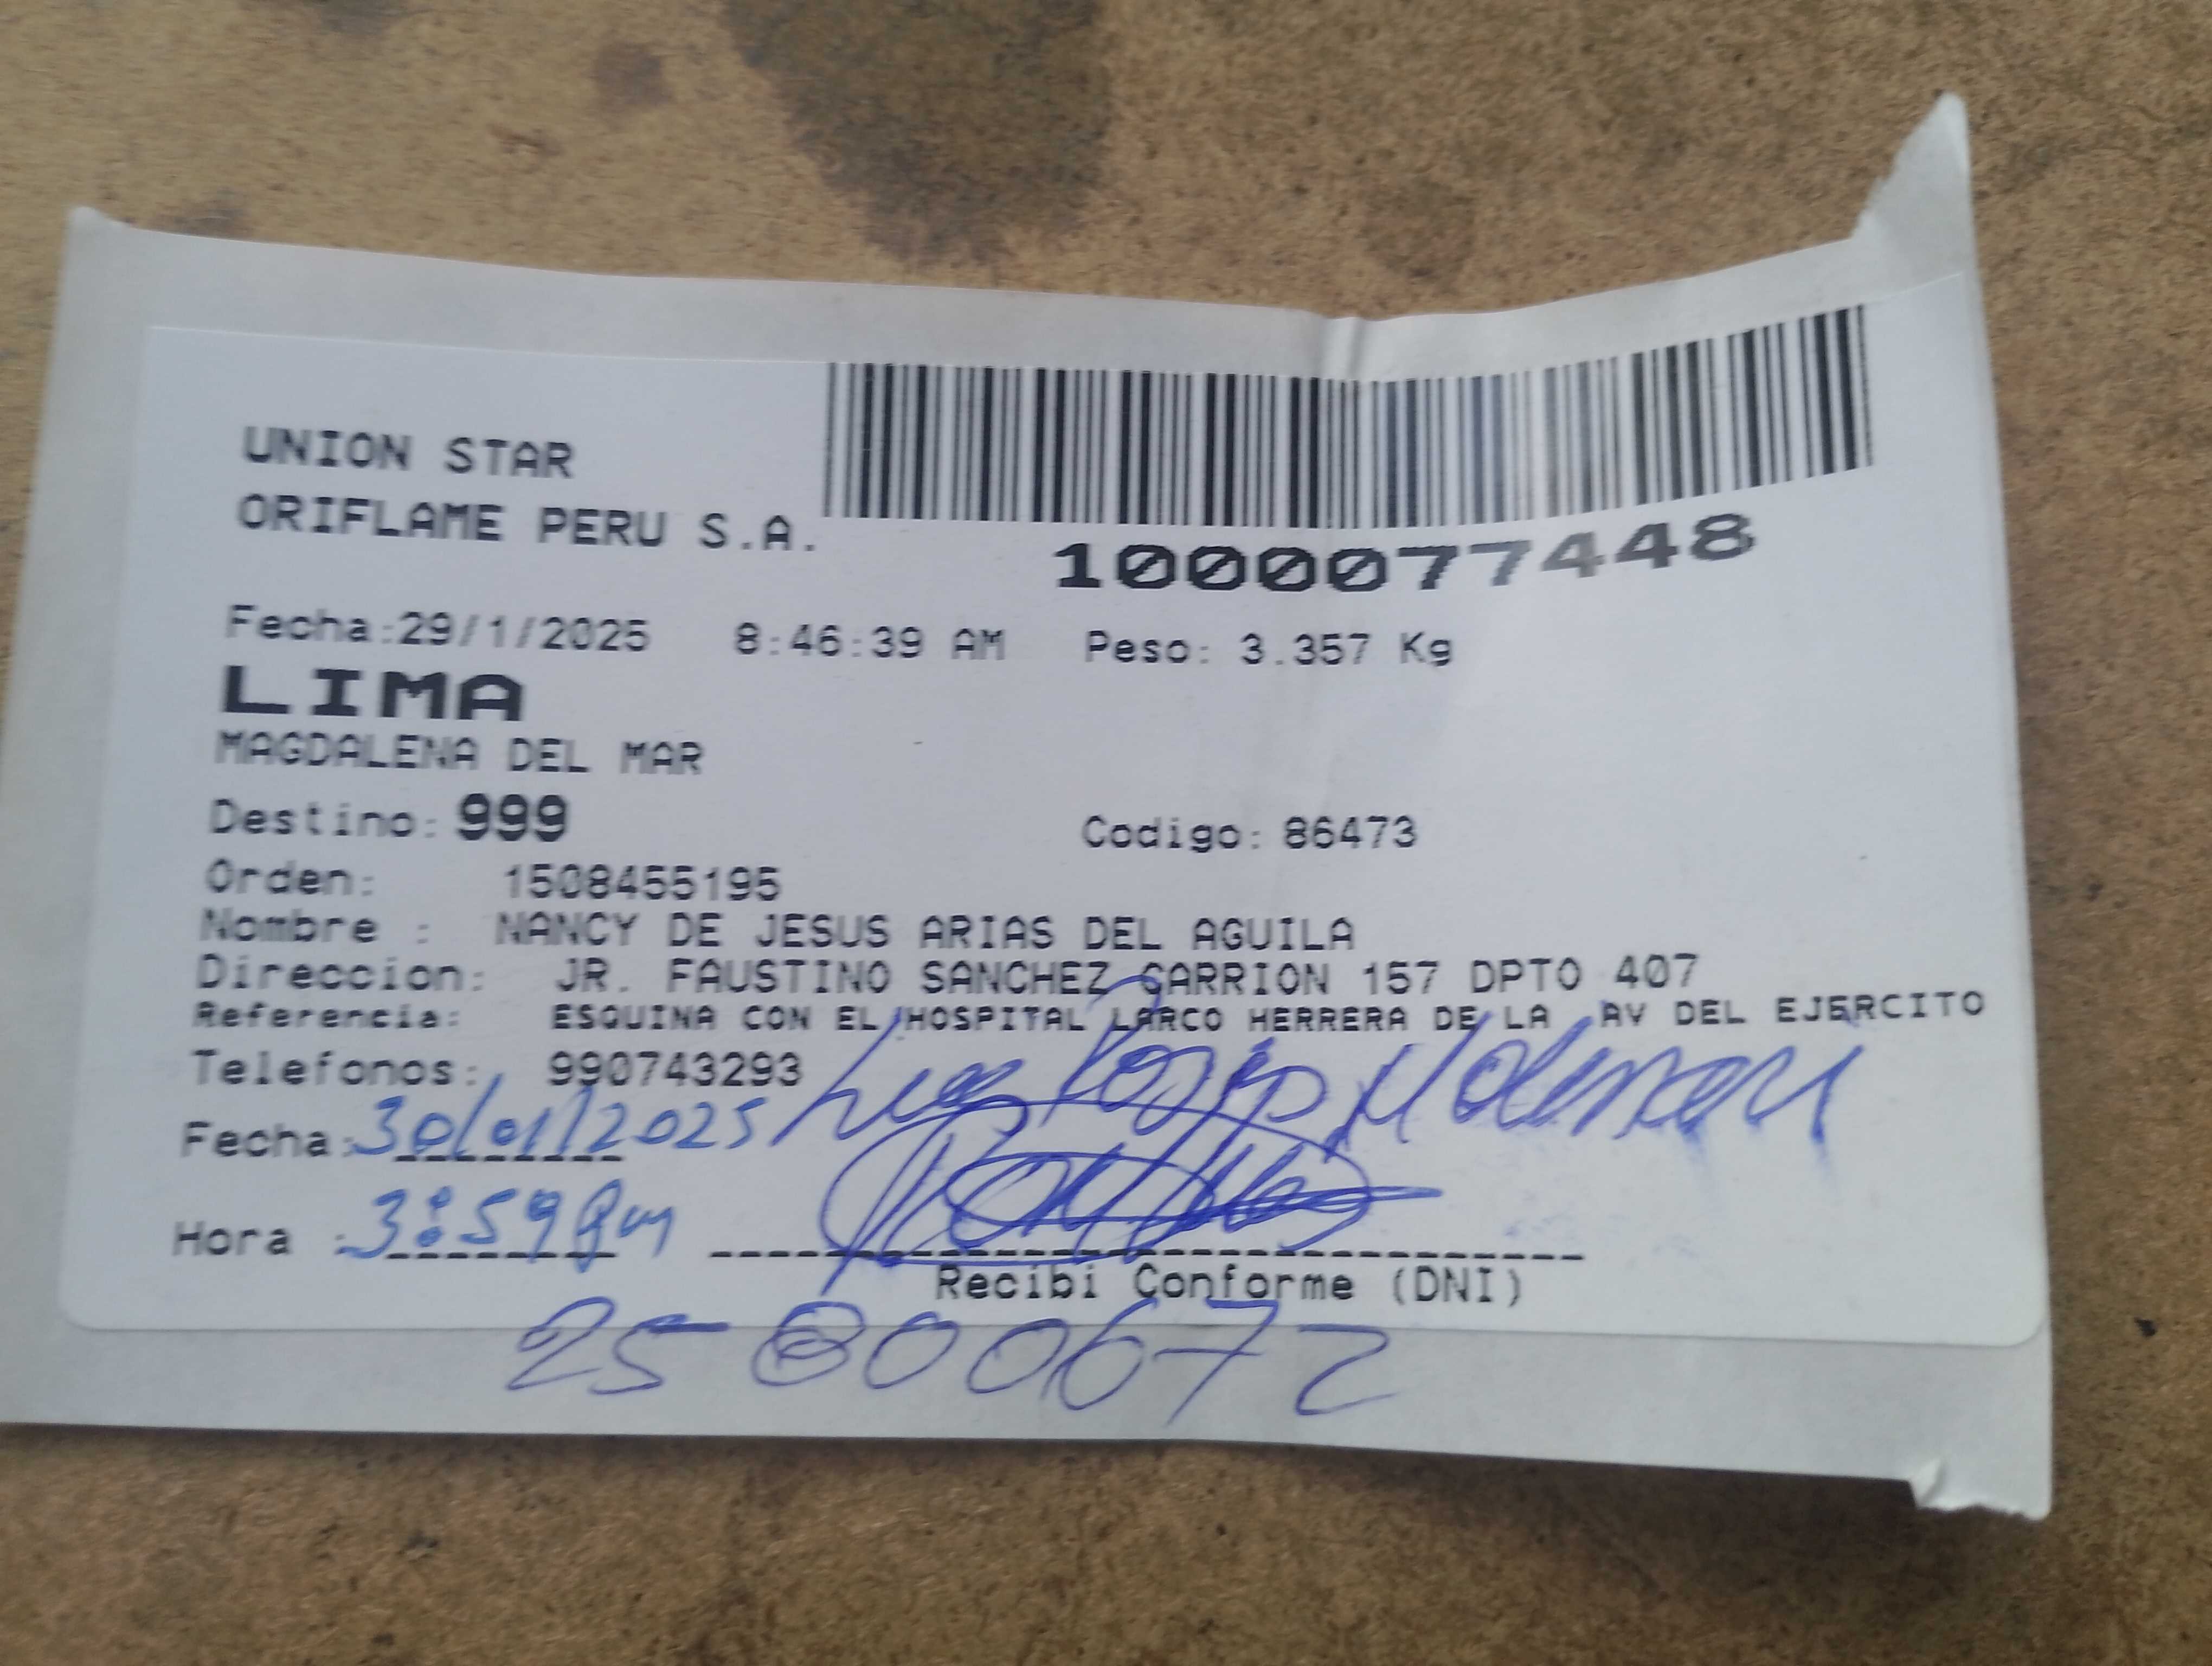 UNION STAR
ORIFLAME PERU S.A.
1000077448
Fecha:29/1/2025 8:46:39 AM Peso: 3.357 Kg
LIMA
MAGDALENA DEL MAR
Destino: 999 Codigo: 86473
Orden: 1508455195
Nombre : NANCY DE JESUS ARIAS DEL AGUILA
Direccion: JR. FAUSTINO SANCHEZ CARRION 157 DPTO 407
Referencia: ESQUINA CON EL HOSPITAL LARCO HERRERA DE LA AV DEL EJERCITO
Telefonos: 990743293
Fecha: 30/01/2025
Hora : 3:59 pm
Recibi Conforme (DNI)
25800672